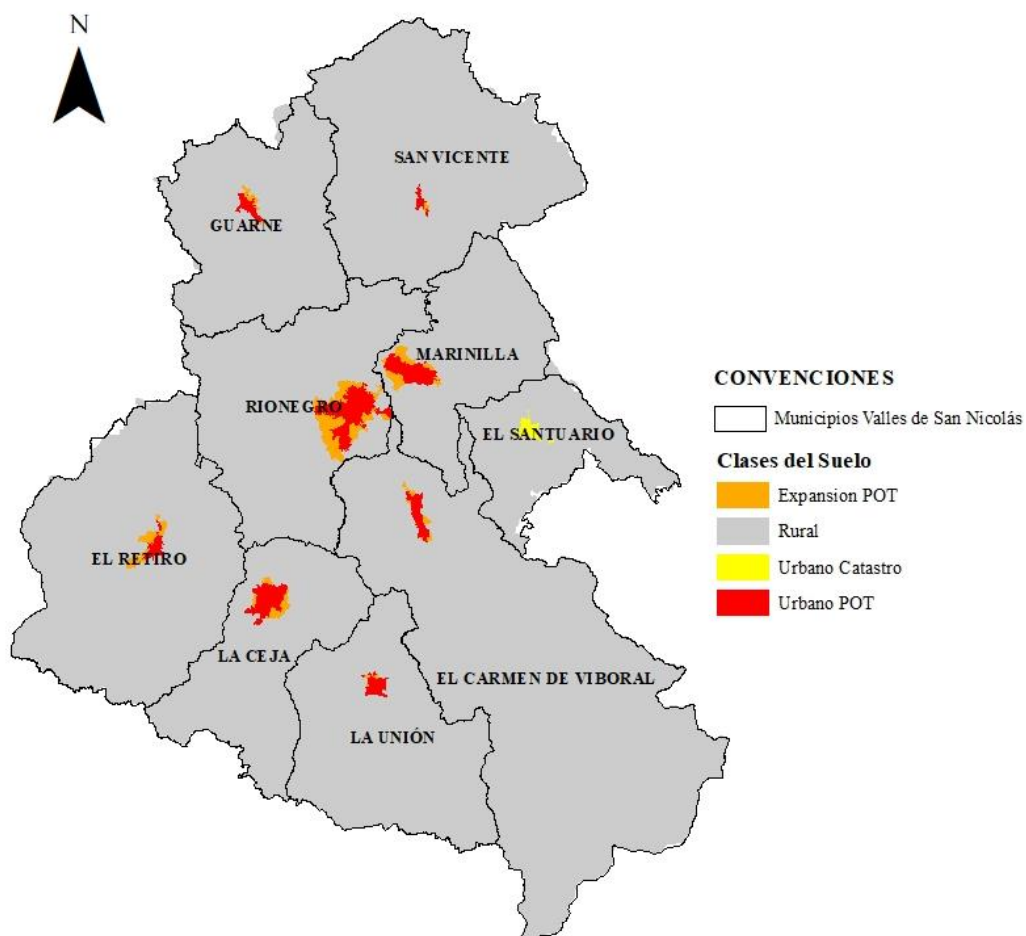 N
SAN VICENTE
GUARNE
MARINILLA
RIONEGRO
EL SANTUARIO
EL RETIRO
LA CEJA
EL CARMEN DE VIBORAL
LA UNIÓN
CONVENCIONES
Municipios Valles de San Nicolás
Clases del Suelo
Expansion POT
Rural
Urbano Catastro
Urbano POT